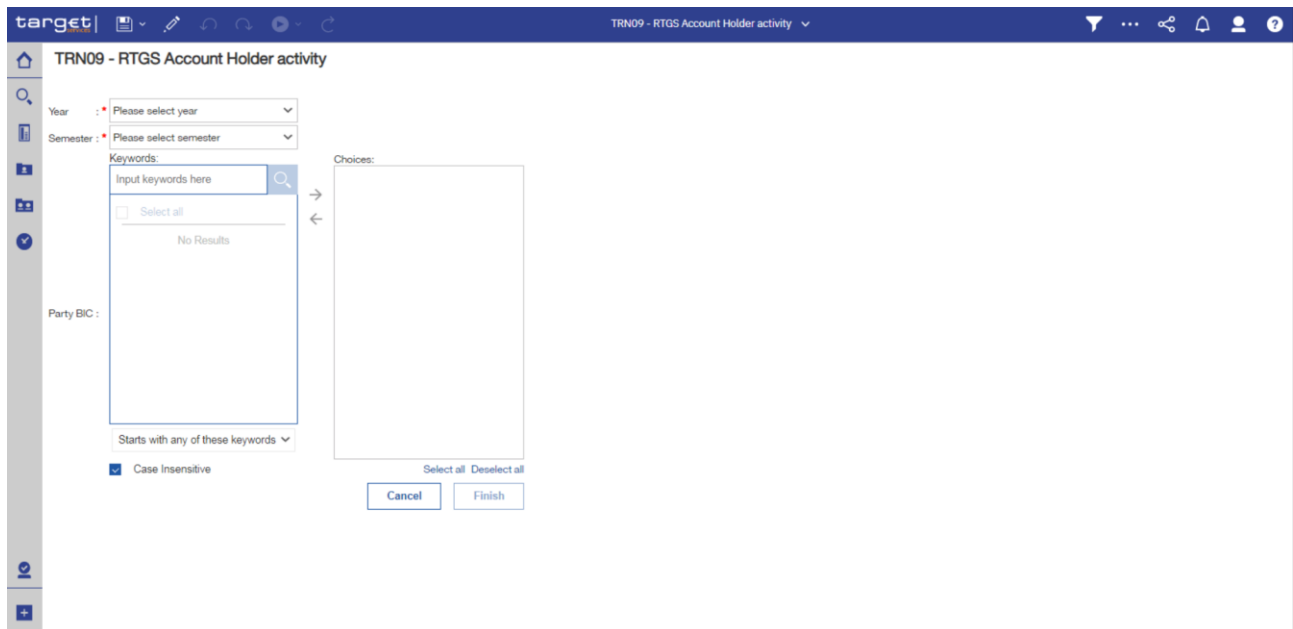 target|
SERVICES
TRN09 - RTGS Account Holder activity
?
TRN09 - RTGS Account Holder activity
Year : * Please select year
Semester : * Please select semester
Keywords:
Choices:
Input keywords here
Select all
No Results
Party BIC :
Starts with any of these keywords
Case Insensitive
Select all Deselect all
Cancel
Finish